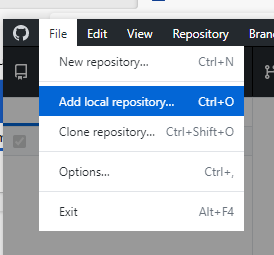 File Edit View Repository Bran
New repository... Ctrl+N
Add local repository... Ctrl+O
Clone repository... Ctrl+Shift+O
Options... Ctrl+,
Exit Alt+F4